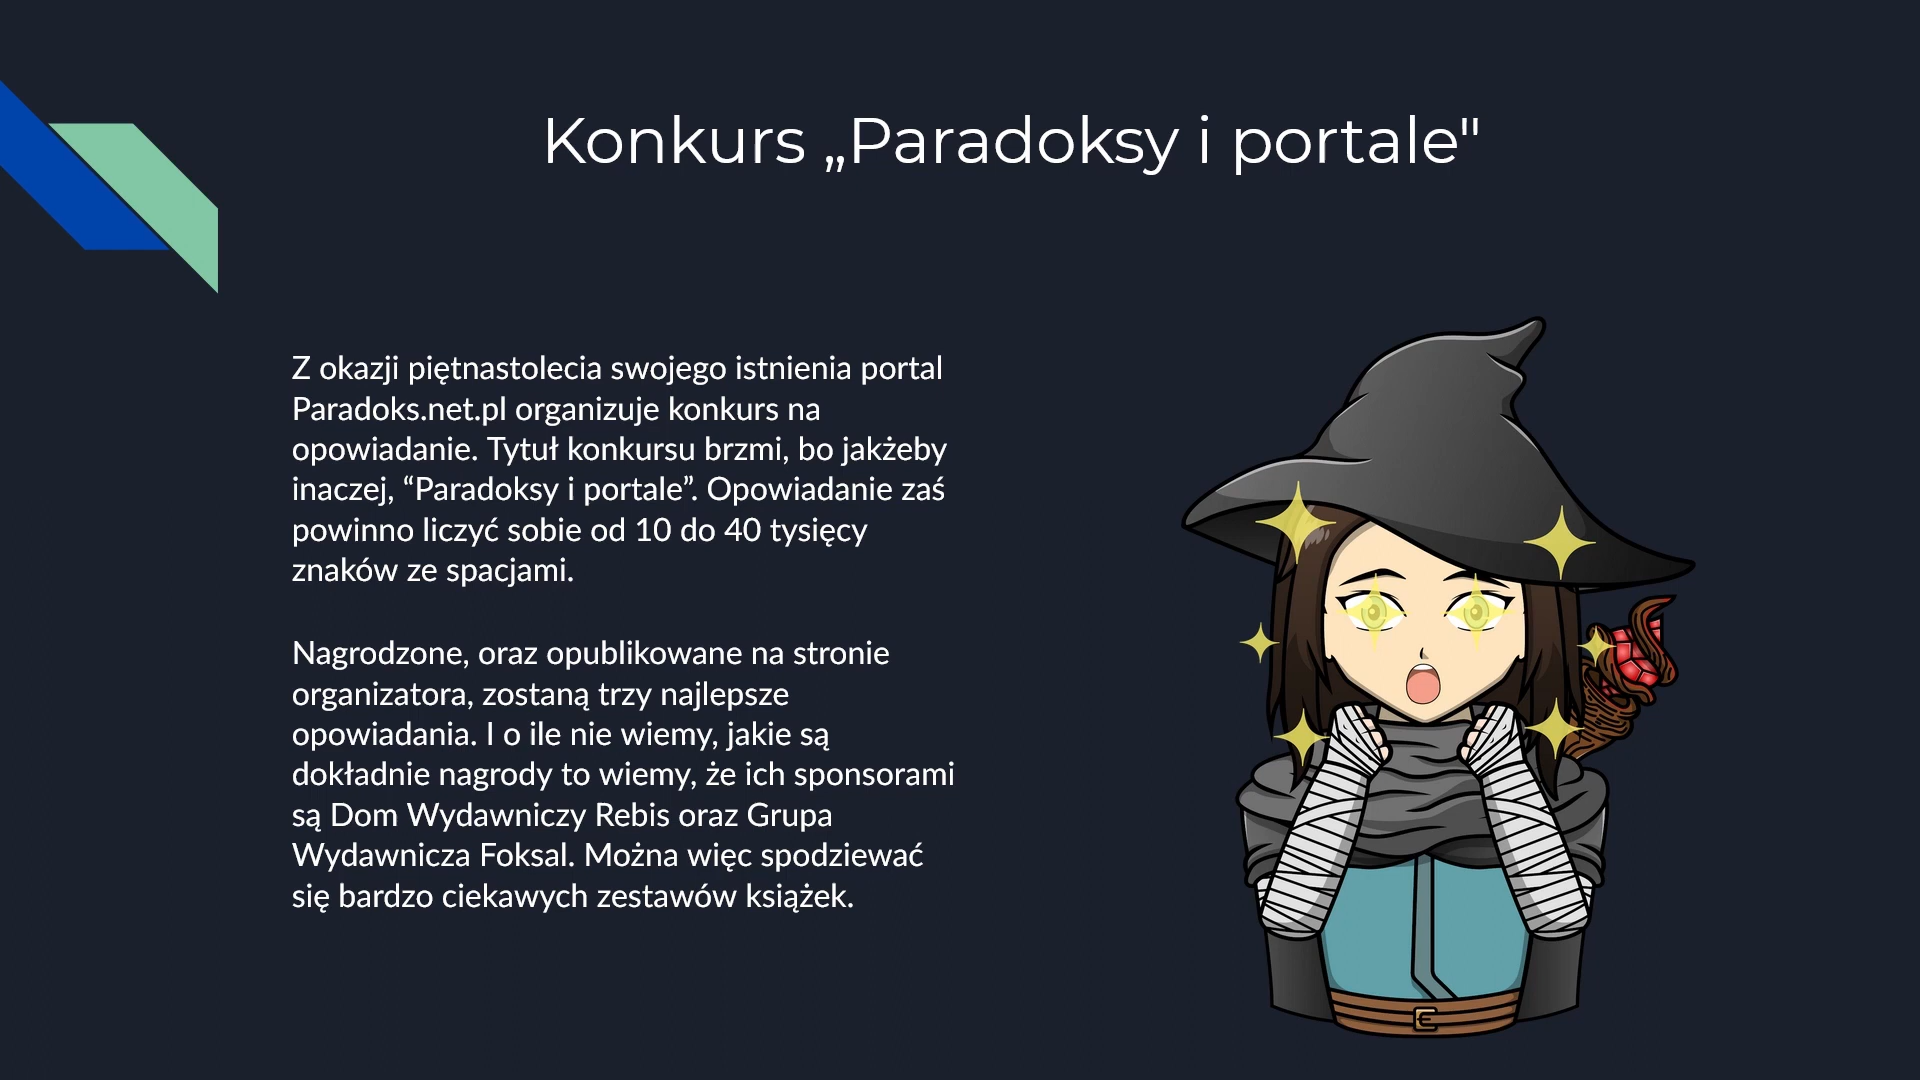 Konkurs „Paradoksy i portale"
Z okazji piętnastolecia swojego istnienia portal
Paradoks.net.pl organizuje konkurs na
opowiadanie. Tytuł konkursu brzmi, bo jakżeby
inaczej, “Paradoksy i portale”. Opowiadanie zaś
powinno liczyć sobie od 10 do 40 tysięcy
znaków ze spacjami.
Nagrodzone, oraz opublikowane na stronie
organizatora, zostaną trzy najlepsze
opowiadania. I o ile nie wiemy, jakie są
dokładnie nagrody to wiemy, że ich sponsorami
są Dom Wydawniczy Rebis oraz Grupa
Wydawnicza Foksal. Można więc spodziewać
się bardzo ciekawych zestawów książek.